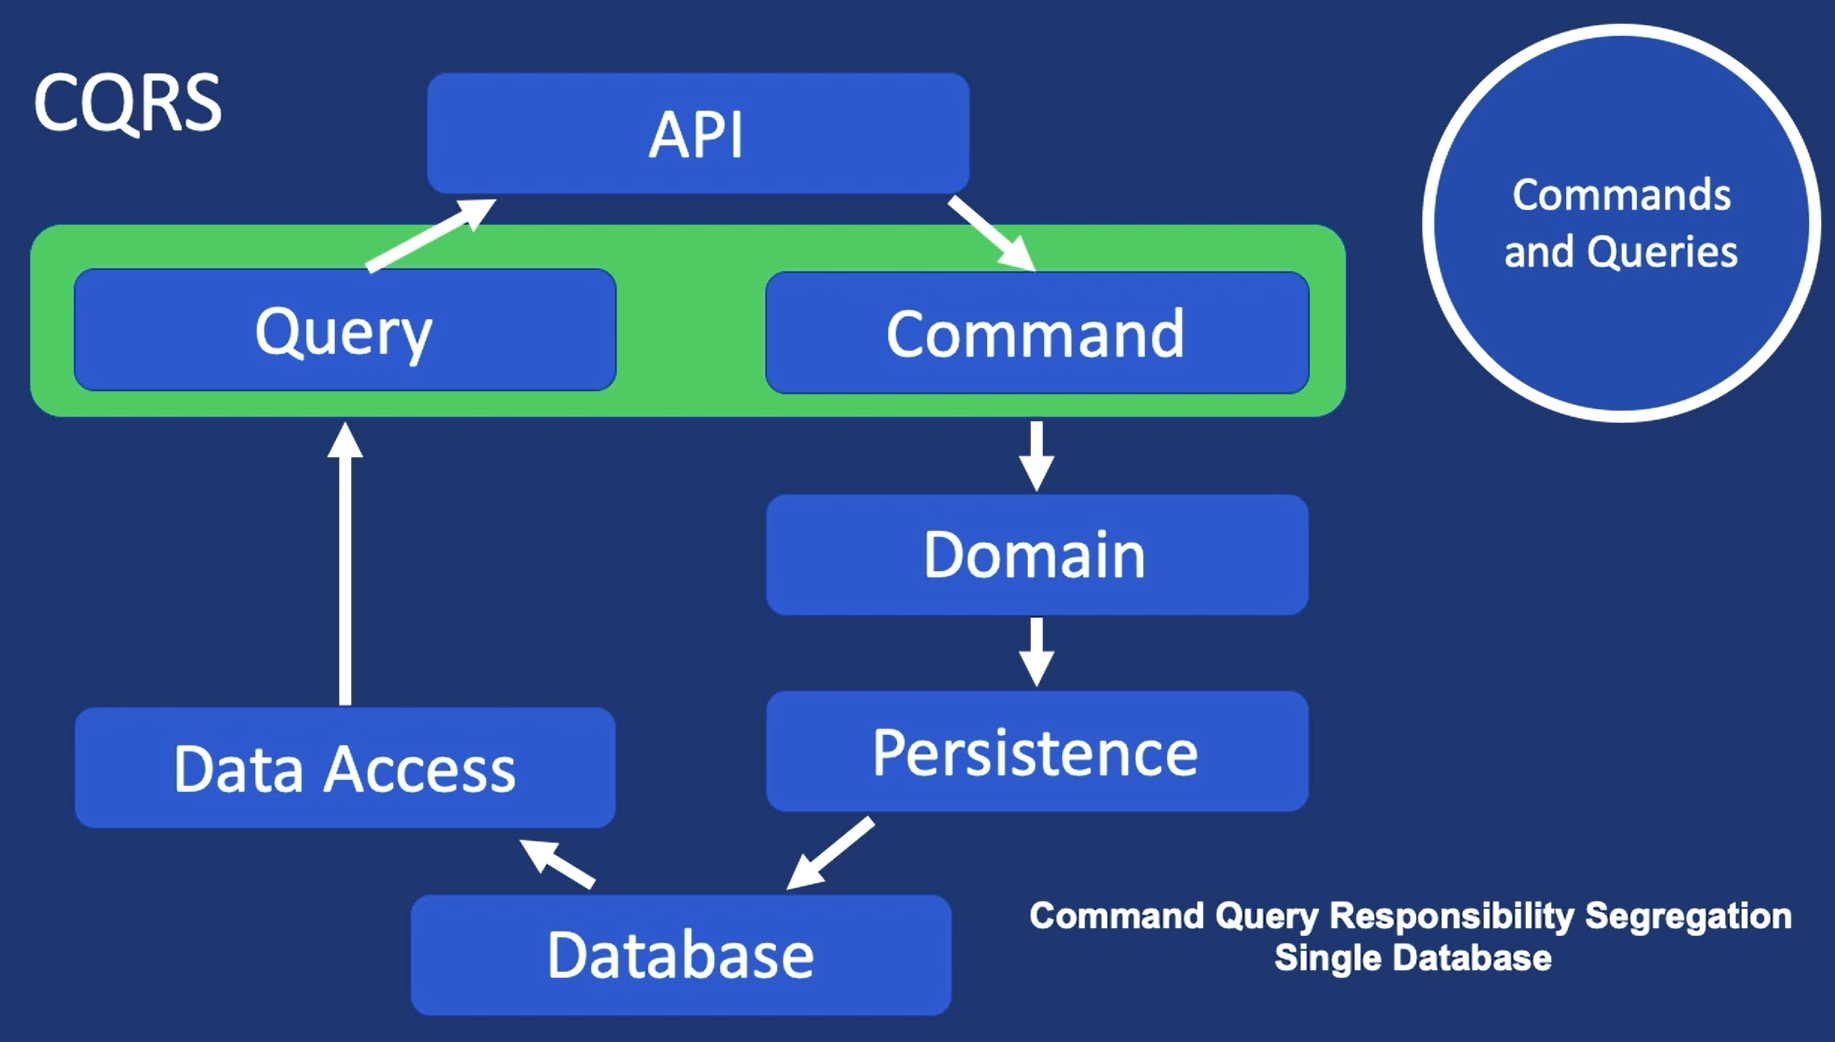 CQRS
API
Commands
and Queries
Query
Command
Domain
Data Access
Persistence
Database
Command Query Responsibility Segregation
Single Database